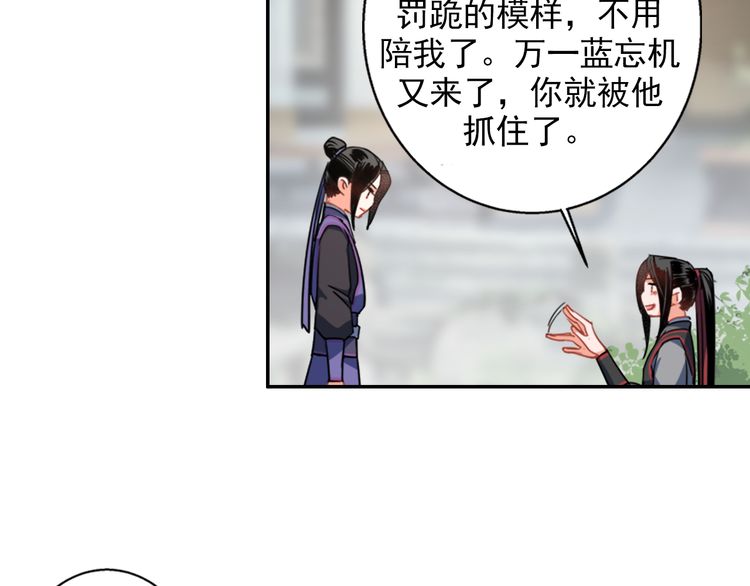 罚跪的模样，不用
陪我了。万一蓝忘机
又来了，你就被他
抓住了。